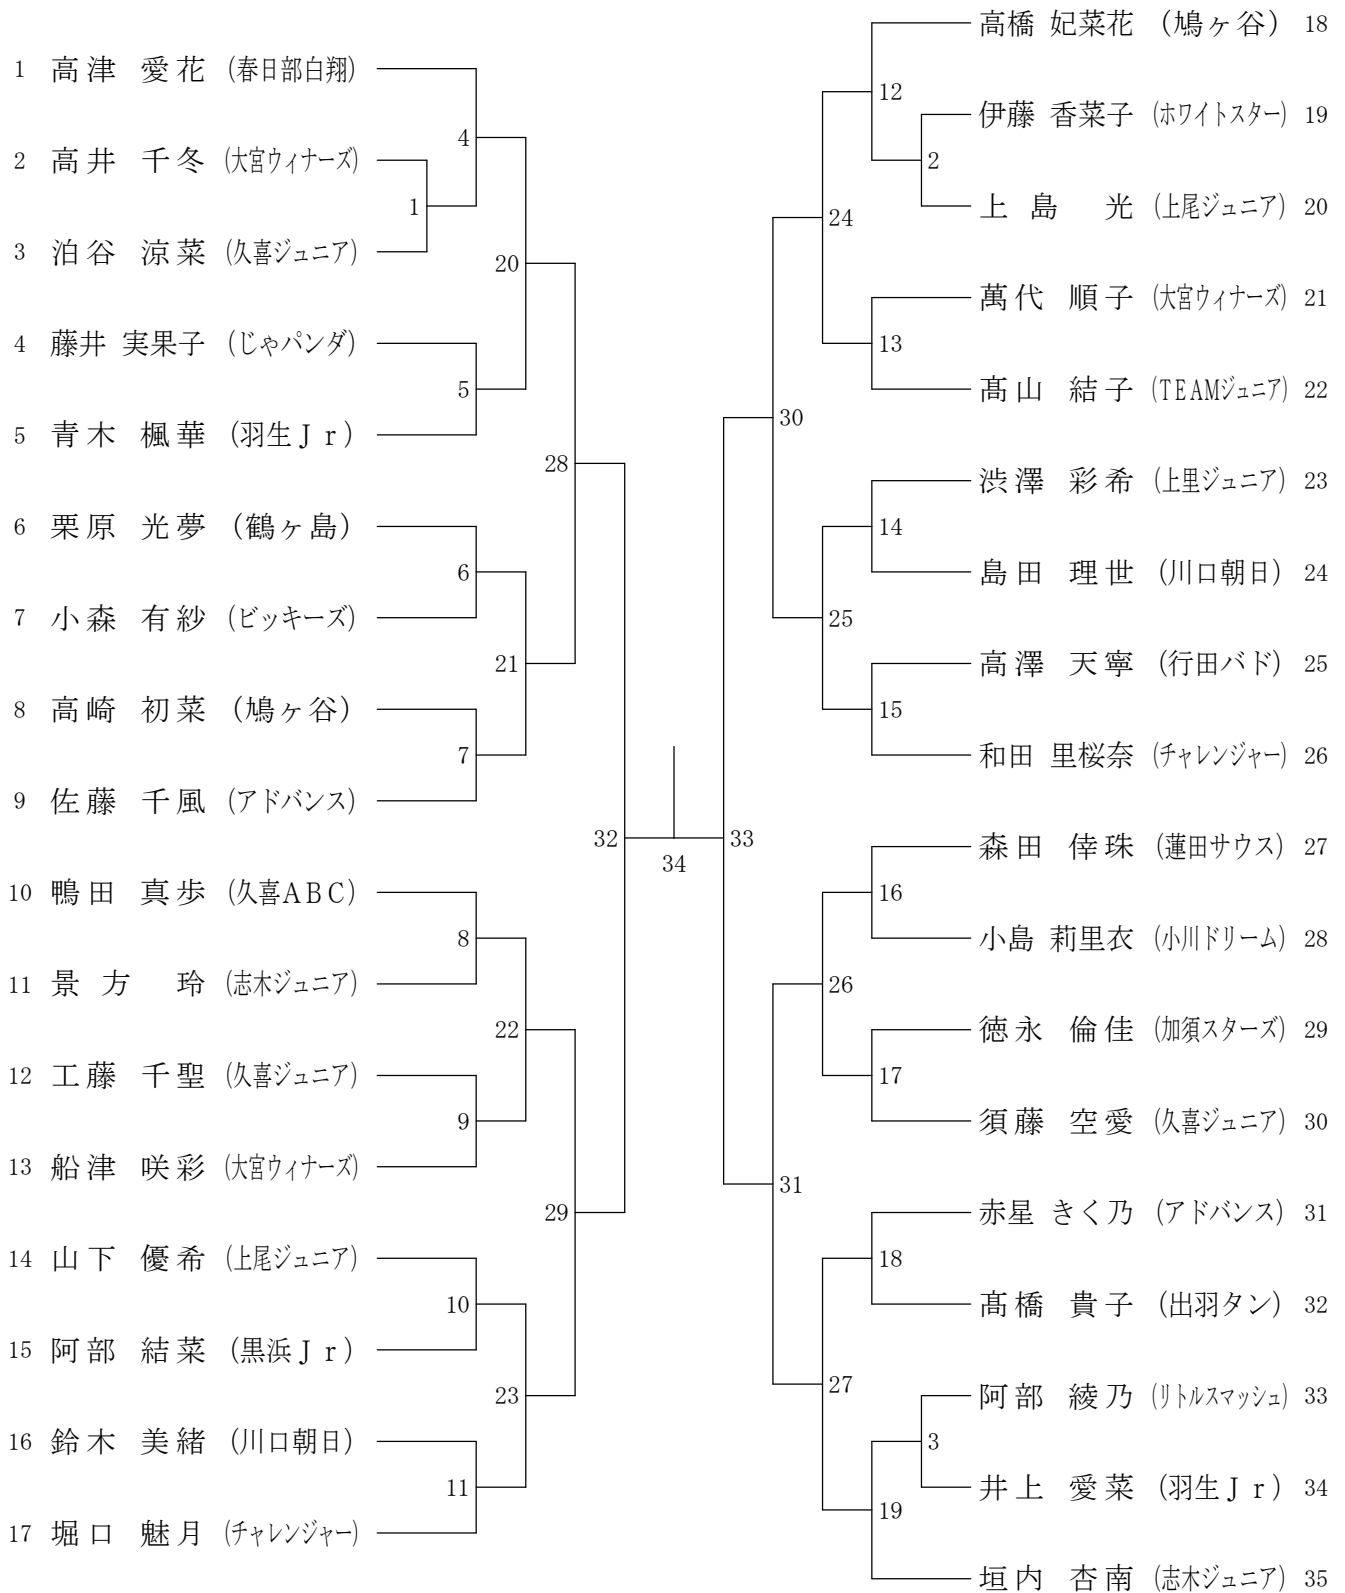 1 高津 愛花 (春日部白翔)
2 高井 千冬 (大宮ウィナーズ)
3 泊谷 涼菜 (久喜ジュニア)
4 藤井 実果子 (じゃパンダ)
5 青木 楓華 (羽生Ｊｒ)
6 栗原 光夢 (鶴ヶ島)
7 小森 有紗 (ビッキーズ)
8 高崎 初菜 (鳩ヶ谷)
9 佐藤 千風 (アドバンス)
10 鴨田 真歩 (久喜ABC)
11 景方 玲 (志木ジュニア)
12 工藤 千聖 (久喜ジュニア)
13 船津 咲彩 (大宮ウィナーズ)
14 山下 優希 (上尾ジュニア)
15 阿部 結菜 (黒浜Ｊｒ)
16 鈴木 美緒 (川口朝日)
17 堀口 魅月 (チャレンジャー)
1
4
5
6
7
8
9
10
11
20
21
22
23
28
29
32
34
33
30
31
24
25
26
27
12
13
14
15
16
17
18
19
2
3
高橋 妃菜花 (鳩ヶ谷) 18
伊藤 香菜子 (ホワイトスター) 19
上島 光 (上尾ジュニア) 20
萬代 順子 (大宮ウィナーズ) 21
髙山 結子 (TEAMジュニア) 22
渋澤 彩希 (上里ジュニア) 23
島田 理世 (川口朝日) 24
高澤 天寧 (行田バド) 25
和田 里桜奈 (チャレンジャー) 26
森田 倖珠 (蓮田サウス) 27
小島 莉里衣 (小川ドリーム) 28
徳永 倫佳 (加須スターズ) 29
須藤 空愛 (久喜ジュニア) 30
赤星 きく乃 (アドバンス) 31
髙橋 貴子 (出羽タン) 32
阿部 綾乃 (リトルスマッシュ) 33
井上 愛菜 (羽生Ｊｒ) 34
垣内 杏南 (志木ジュニア) 35